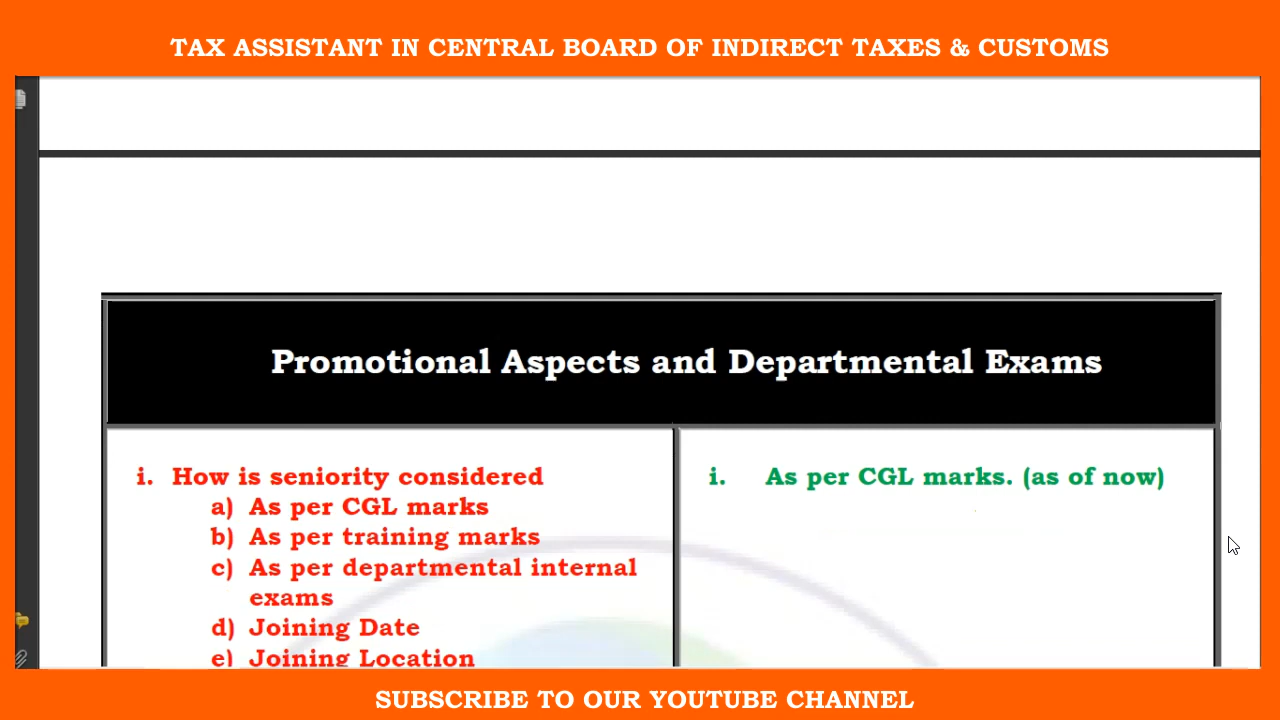 TAX ASSISTANT IN CENTRAL BOARD OF INDIRECT TAXES & CUSTOMS
Promotional Aspects and Departmental Exams
i. How is seniority considered
a) As per CGL marks
b) As per training marks
c) As per departmental internal
exams
d) Joining Date
e) Joining Location
i. As per CGL marks. (as of now)
SUBSCRIBE TO OUR YOUTUBE CHANNEL